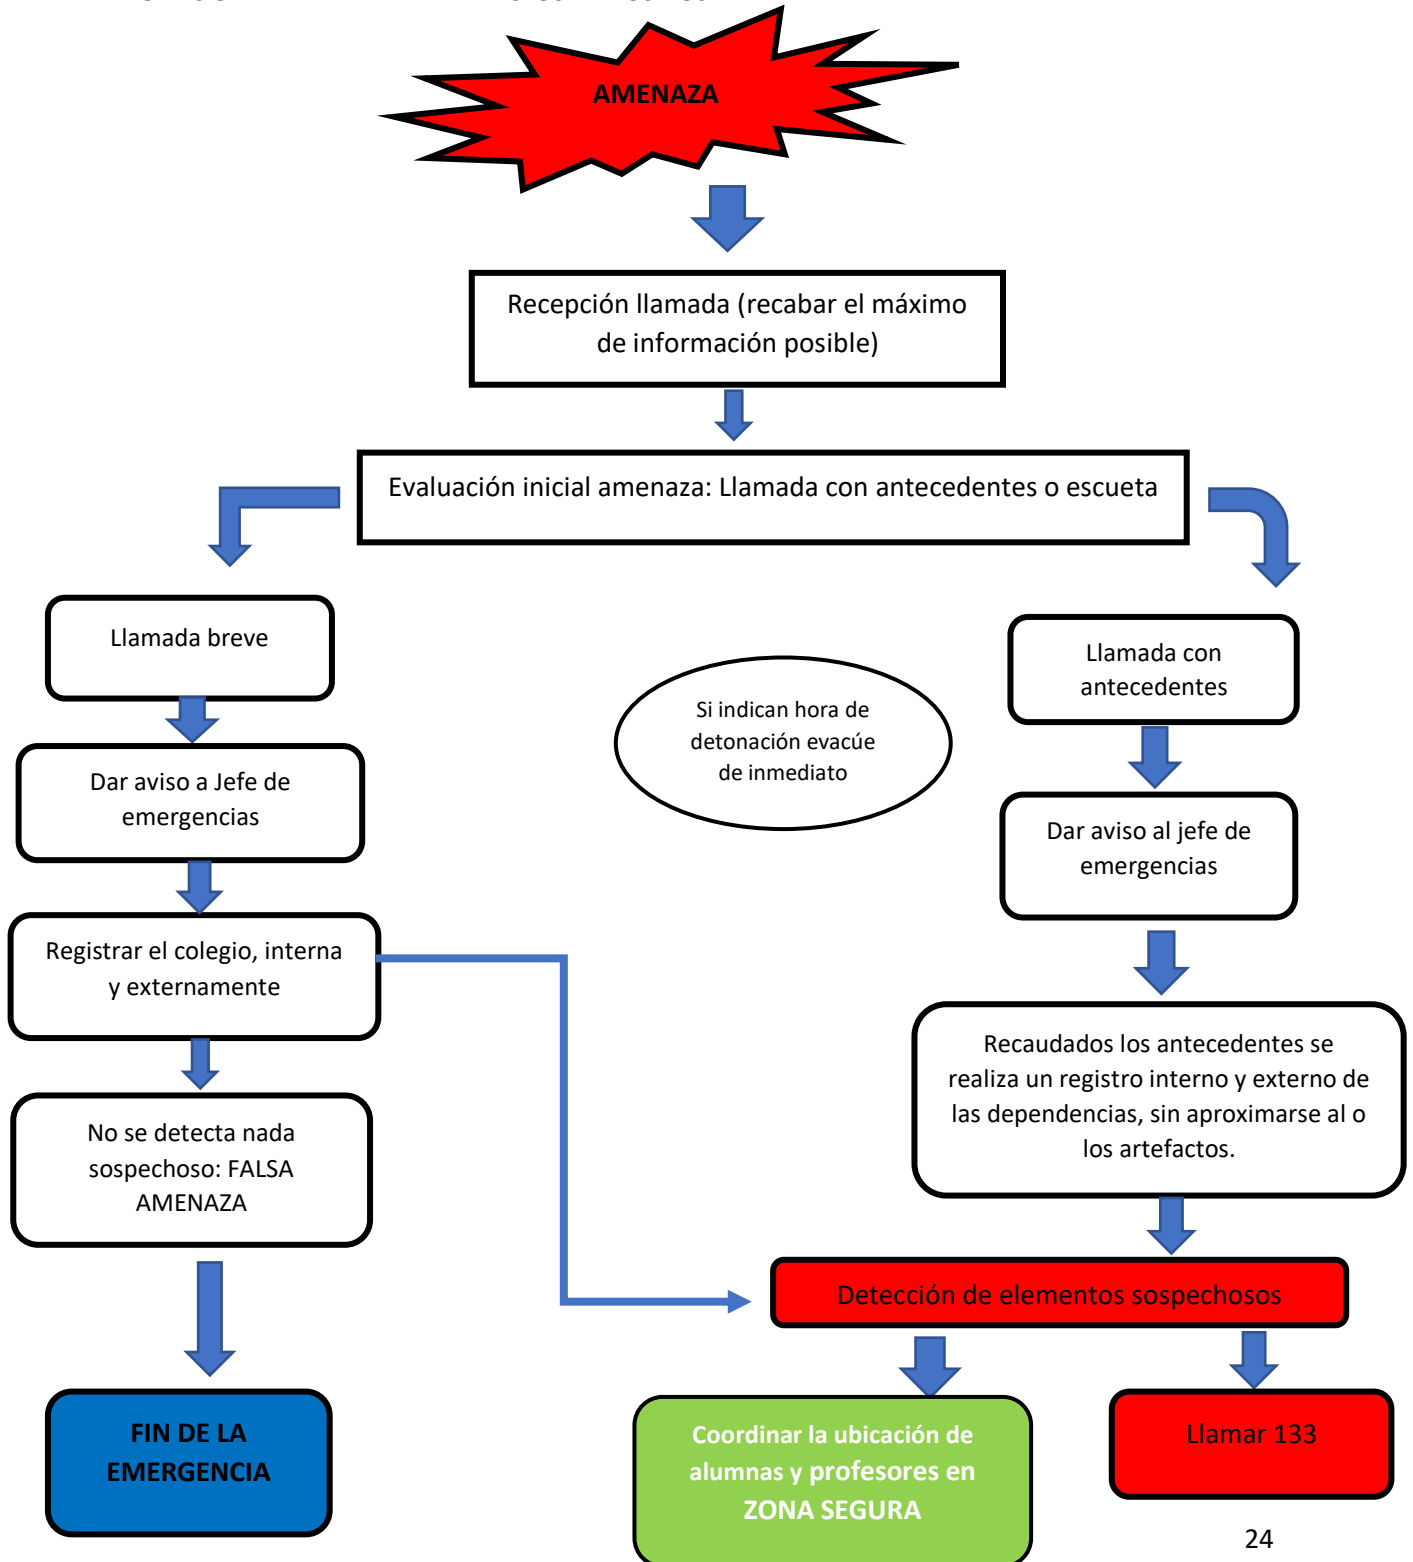 AMENAZA
Recepción llamada (recabar el máximo
de información posible)
Evaluación inicial amenaza: Llamada con antecedentes o escueta
Llamada breve
Llamada con
antecedentes
Si indican hora de
detonación evacúe
de inmediato
Dar aviso a Jefe de
emergencias
Dar aviso al jefe de
emergencias
Registrar el colegio, interna
y externamente
Recaudados los antecedentes se
realiza un registro interno y externo de
las dependencias, sin aproximarse al o
los artefactos.
No se detecta nada
sospechoso: FALSA
AMENAZA
Detección de elementos sospechosos
FIN DE LA
EMERGENCIA
Coordinar la ubicación de
alumnas y profesores en
ZONA SEGURA
Llamar 133
24